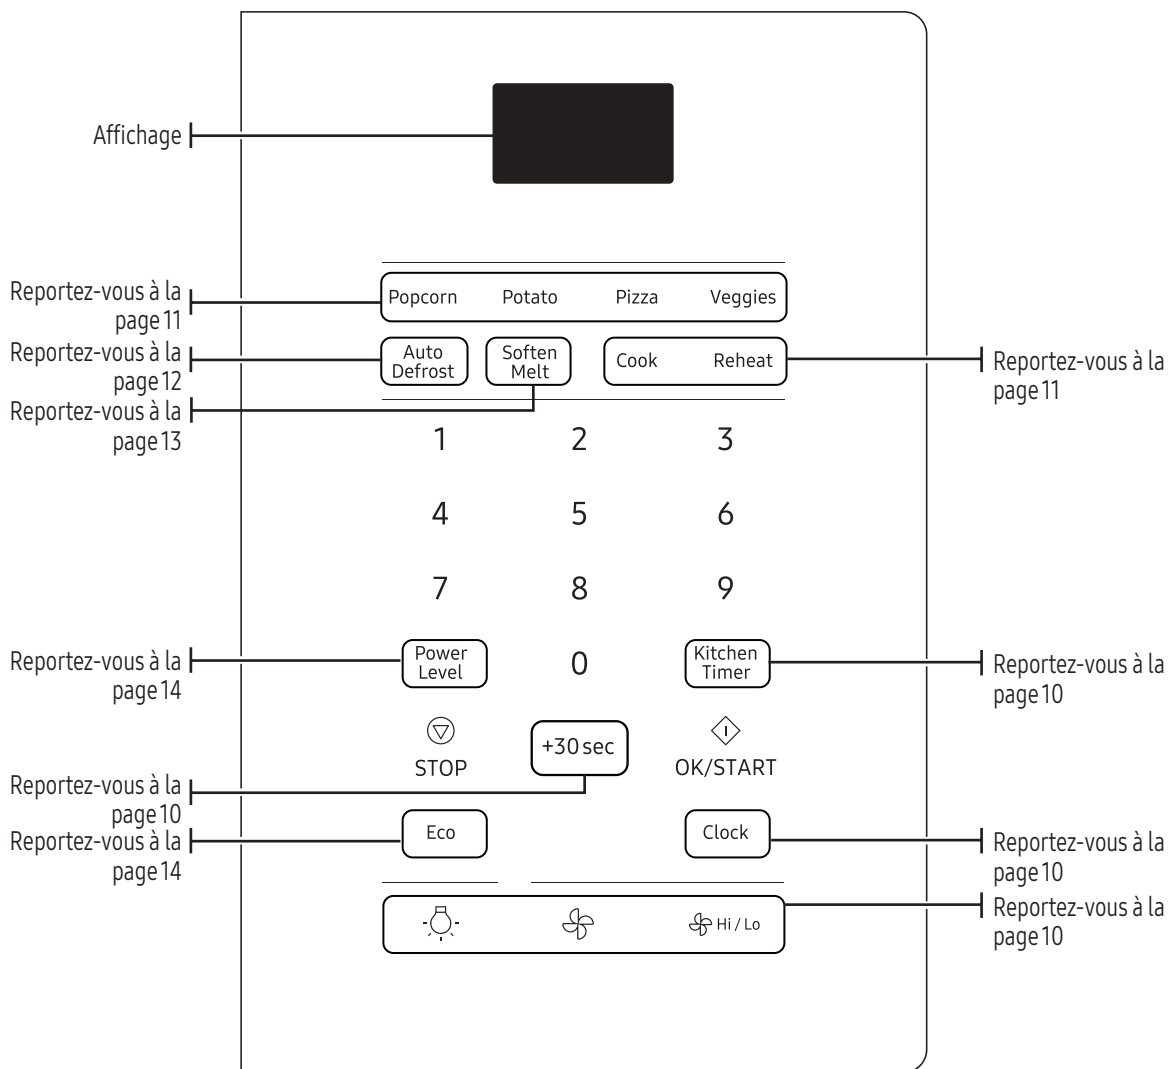 Affichage
Reportez-vous à la
page 11
Popcorn Potato Pizza Veggies
Reportez-vous à la
page 12
Auto
Defrost
Soften
Melt
Cook Reheat
Reportez-vous à la
page 11
Reportez-vous à la
page 13
1 2 3
4 5 6
7 8 9
Reportez-vous à la
page 14
Power
Level
0
Kitchen
Timer
Reportez-vous à la
page 10
STOP
+30 sec
OK/START
Reportez-vous à la
page 10
Reportez-vous à la
page 14
Eco
Clock
Reportez-vous à la
page 10
Hi / Lo
Reportez-vous à la
page 10